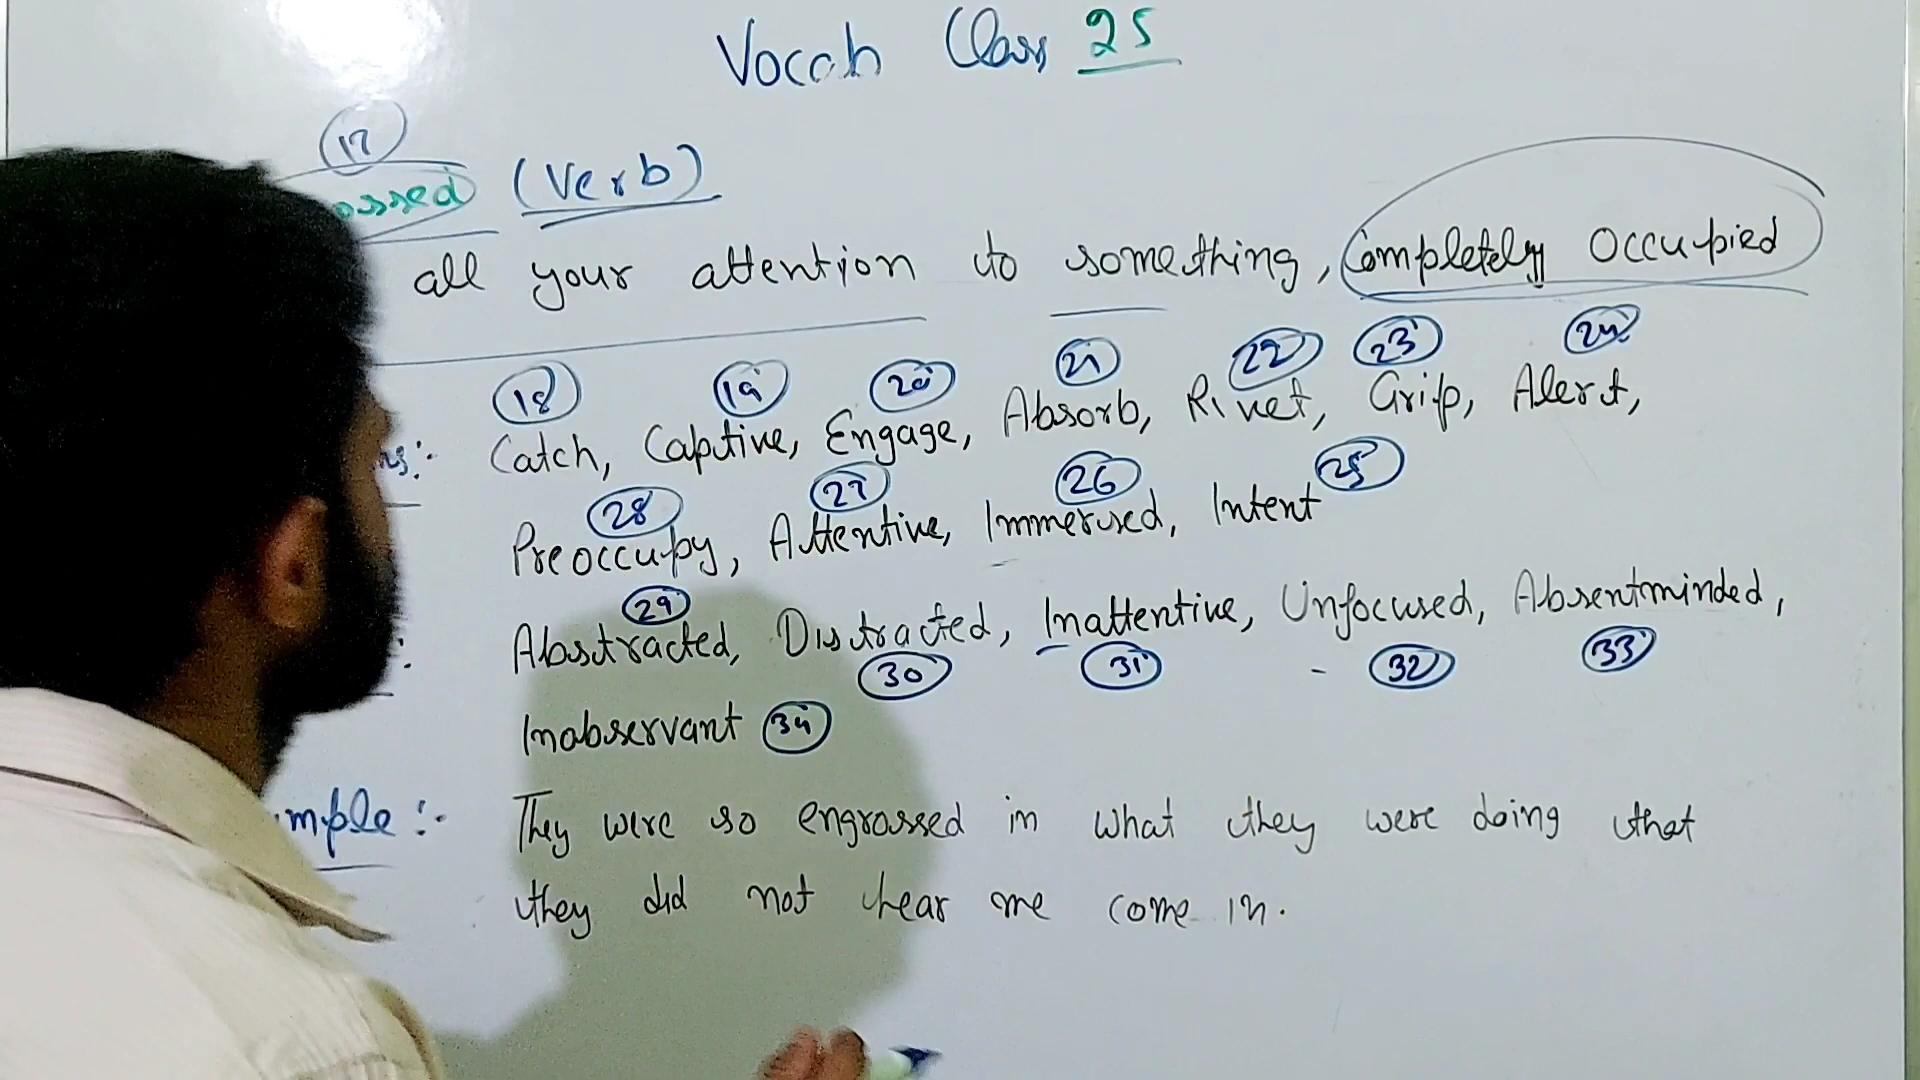 Vocab Class 25
17
ossed (Verb)
all your attention to something, Completely Occupied
18 19 20 21 22 23 24
ns:- Catch, Captive, Engage, Absorb, Rivet, Grip, Alert,
28 27 26 25
Preoccupy, Attentive, Immersed, Intent
29
Abstracted, Distracted, Inattentive, Unfocused, Absentminded,
30 31 32 33
Inobservant 34
mple:- They were so engrossed in what they were doing that
they did not hear me come in.